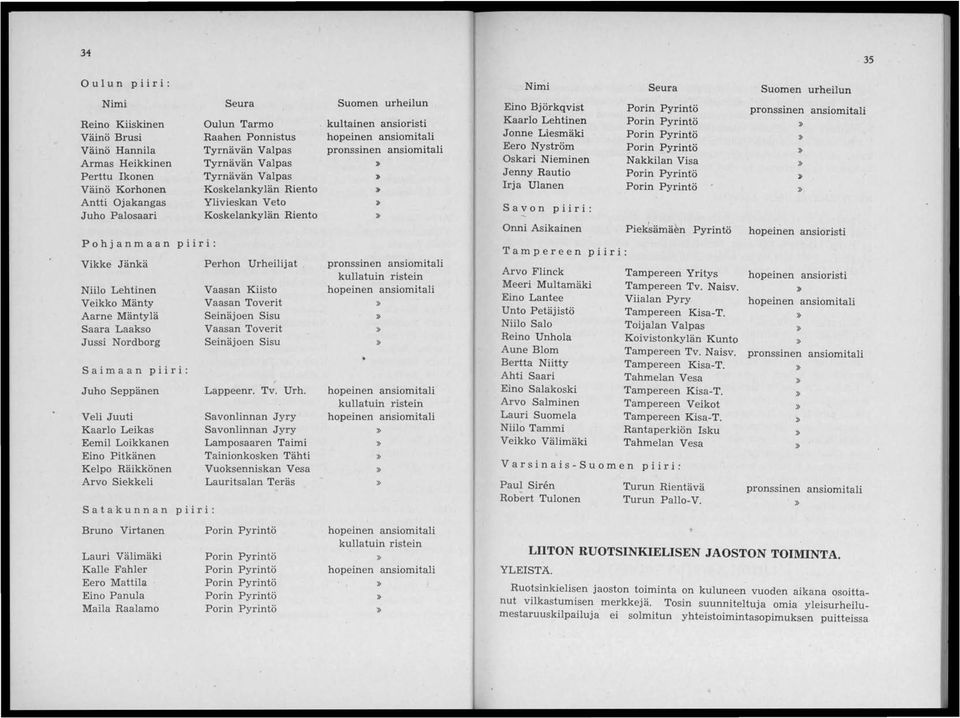 34
Oulun piiri:
Nimi Seura Suomen urheilun
Reino Kiiskinen Oulun Tarmo kultainen ansioristi
Väinö Brusi Raahen Ponnistus hopeinen ansiomitali
Väinö Hannila Tyrnävän Valpas pronssinen ansiomitali
Armas Heikkinen Tyrnävän Valpas »
Perttu Ikonen Tyrnävän Valpas »
Väinö Korhonen Koskelankylän Riento »
Antti Ojakangas Ylivieskan Veto »
Juho Palosaari Koskelankylän Riento »
Pohjanmaan piiri:
Vikke Jänkä Perhon Urheilijat pronssinen ansiomitali
kullatuin ristein
Niilo Lehtinen Vaasan Kiisto hopeinen ansiomitali
Veikko Mänty Vaasan Toverit »
Aarne Mäntylä Seinäjoen Sisu »
Saara Laakso Vaasan Toverit »
Jussi Nordborg Seinäjoen Sisu »
Saimaan piiri:
Juho Seppänen Lappeenr. Tv. Urh. hopeinen ansiomitali
kullatuin ristein
Veli Juuti Savonlinnan Jyry hopeinen ansiomitali
Kaarlo Leikas Savonlinnan Jyry »
Eemil Loikkanen Lamposaaren Taimi »
Eino Pitkänen Tainionkosken Tähti »
Kelpo Räikkönen Vuoksenniskan Vesa »
Arvo Siekkeli Lauritsalan Teräs »
Satakunnan piiri:
Bruno Virtanen Porin Pyrintö hopeinen ansiomitali
kullatuin ristein
Lauri Välimäki Porin Pyrintö »
Kalle Fahler Porin Pyrintö hopeinen ansiomitali
Eero Mattila Porin Pyrintö »
Eino Panula Porin Pyrintö »
Maila Raalamo Porin Pyrintö »
35
Nimi Seura Suomen urheilun
Eino Björkqvist Porin Pyrintö pronssinen ansiomitali
Kaarlo Lehtinen Porin Pyrintö »
Jonne Liesmäki Porin Pyrintö »
Eero Nyström Porin Pyrintö »
Oskari Nieminen Nakkilan Visa »
Jenny Rautio Porin Pyrintö »
Irja Ulanen Porin Pyrintö »
Savon piiri:
Onni Asikainen Pieksämäen Pyrintö hopeinen ansioristi
Tampereen piiri:
Arvo Flinck Tampereen Yritys hopeinen ansioristi
Meeri Multamäki Tampereen Tv. Naisv. »
Eino Lantee Viialan Pyry hopeinen ansiomitali
Unto Petäjistö Tampereen Kisa-T. »
Niilo Salo Toijalan Valpas »
Reino Unhola Koivistonkylän Kunto »
Aune Blom Tampereen Tv. Naisv. pronssinen ansiomitali
Bertta Niitty Tampereen Kisa-T. »
Ahti Saari Tahmelan Vesa »
Eino Salakoski Tampereen Kisa-T. »
Arvo Salminen Tampereen Veikot »
Lauri Suomela Tampereen Kisa-T. »
Niilo Tammi Rantaperkiön Isku »
Veikko Välimäki Tahmelan Vesa »
Varsinais-Suomen piiri:
Paul Sirén Turun Rientävä pronssinen ansiomitali
Robert Tulonen Turun Pallo-V. »
LIITON RUOTSINKIELISEN JAOSTON TOIMINTA.
YLEISTÄ.
Ruotsinkielisen jaoston toiminta on kuluneen vuoden aikana osoitta-
nut vilkastumisen merkkejä. Tosin suunniteltuja omia yleisurheilu-
mestaruuskilpailuja ei solmitun yhteistoimintasopimuksen puitteissa